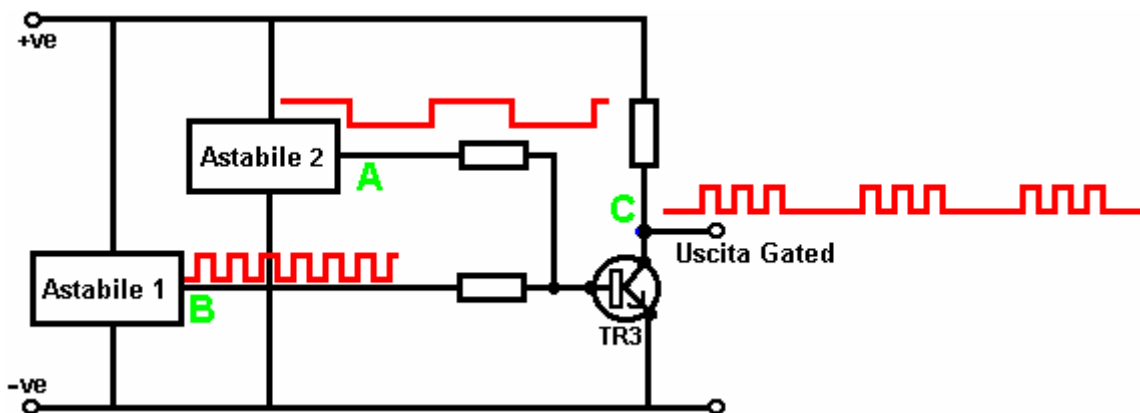 +ve
Astabile 2
A
C
Uscita Gated
Astabile 1
B
TR3
-ve